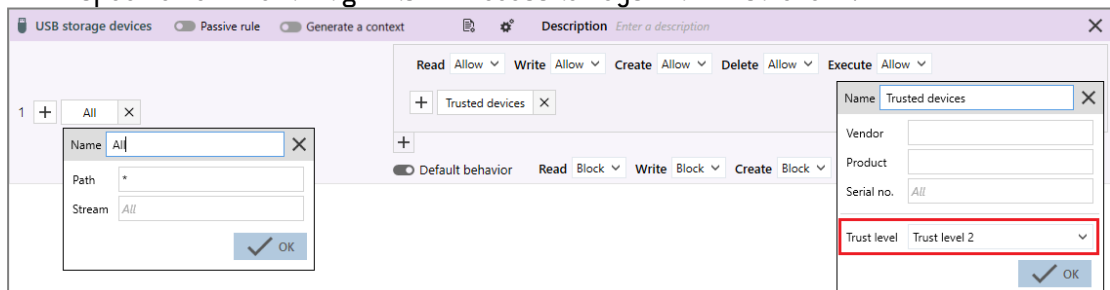 USB storage devices Passive rule Generate a context Description Enter a description
Read Allow Write Allow Create Allow Delete Allow Execute Allow
Trusted devices
1 All
Name All
Path *
Stream All
OK
Default behavior Read Block Write Block Create Block
Name Trusted devices
Vendor
Product
Serial no. All
Trust level Trust level 2
OK